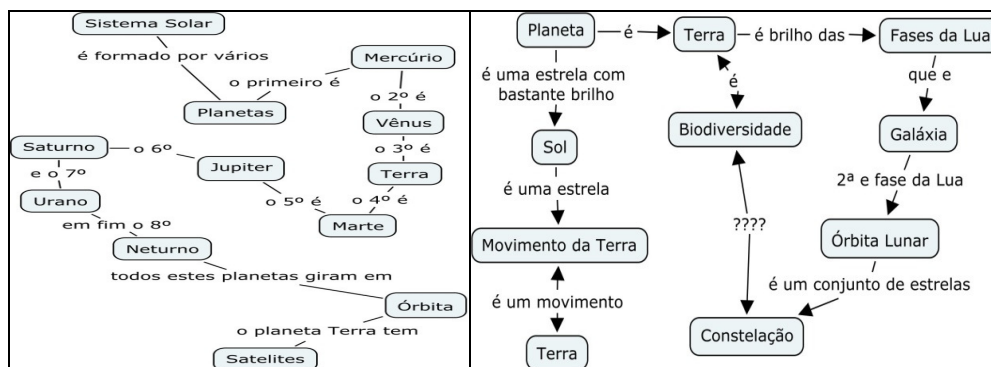 Sistema Solar
é formado por vários
Planetas
o primeiro é
Mercúrio
o 2º é
Vênus
o 3º é
Terra
o 4º é
Marte
o 5º é
Jupiter
o 6º
Saturno
e o 7º
Urano
em fim o 8º
Neturno
todos estes planetas giram em
Órbita
o planeta Terra tem
Satelites
Planeta
é
Terra
é brilho das
Fases da Lua
que e
Galáxia
2ª e fase da Lua
Órbita Lunar
é um conjunto de estrelas
Constelação
????
Biodiversidade
é
é uma estrela com
bastante brilho
Sol
é uma estrela
Movimento da Terra
é um movimento
Terra